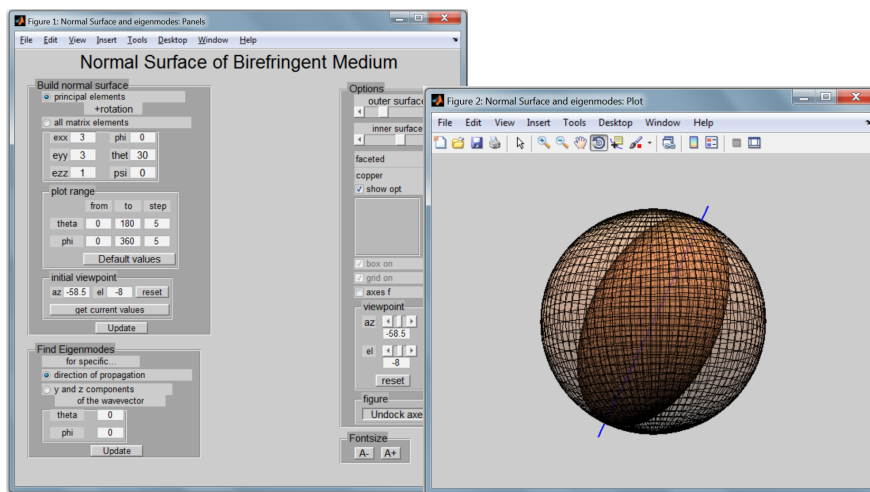 Figure 1: Normal Surface and eigenmodes: Panels
File Edit View Insert Tools Desktop Window Help
Normal Surface of Birefringent Medium
Build normal surface
principal elements
+rotation
all matrix elements
exx 3 phi 0
eyy 3 thet 30
ezz 1 psi 0
plot range
from to step
theta 0 180 5
phi 0 360 5
Default values
initial viewpoint
az -58.5 el -8 reset
get current values
Update
Find Eigenmodes
for specific...
direction of propagation
y and z components
of the wavevector
theta 0
phi 0
Update
Options
outer surface
inner surface
faceted
copper
show opt
box on
grid on
axes f
viewpoint
az
-58.5
el
-8
reset
figure
Undock axe
Fontsize
A- A+
Figure 2: Normal Surface and eigenmodes: Plot
File Edit View Insert Tools Desktop Window Help